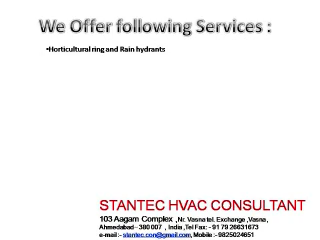 We Offer following Services :
•Horticultural ring and Rain hydrants
STANTEC HVAC CONSULTANT
103 Aagam Complex , Nr. Vasna tel. Exchange ,Vasna,
Ahmedabad – 380 007 , India ,Tel Fax: - 91 79 26631673
e-mail :- stantec.con@gmail.com, Mobile :- 9825024651